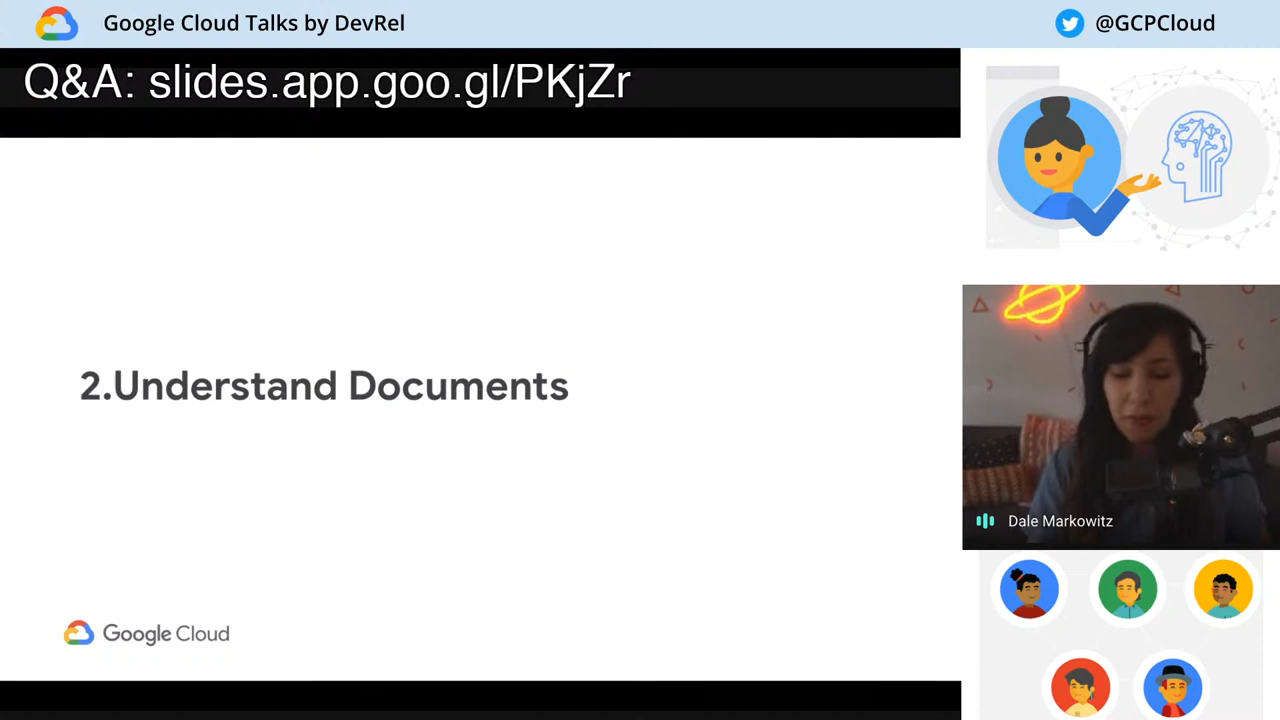 Google Cloud Talks by DevRel
@GCPCloud
Q&A: slides.app.goo.gl/PKjZr
2.Understand Documents
Dale Markowitz
Google Cloud